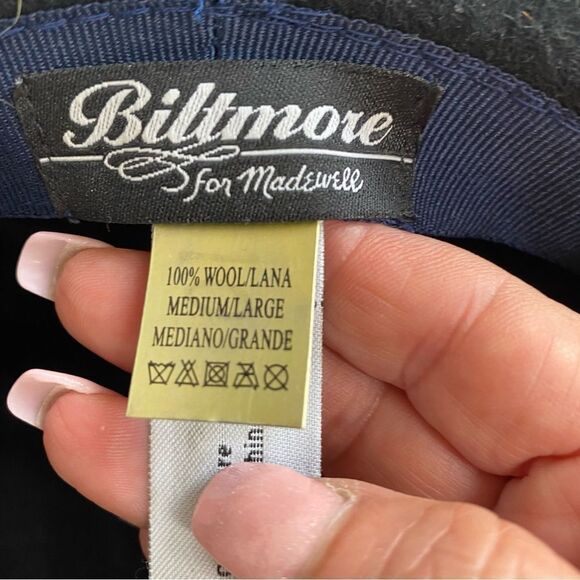 Biltmore
for Madewell
100% WOOL/LANA
MEDIUM/LARGE
MEDIANO/GRANDE